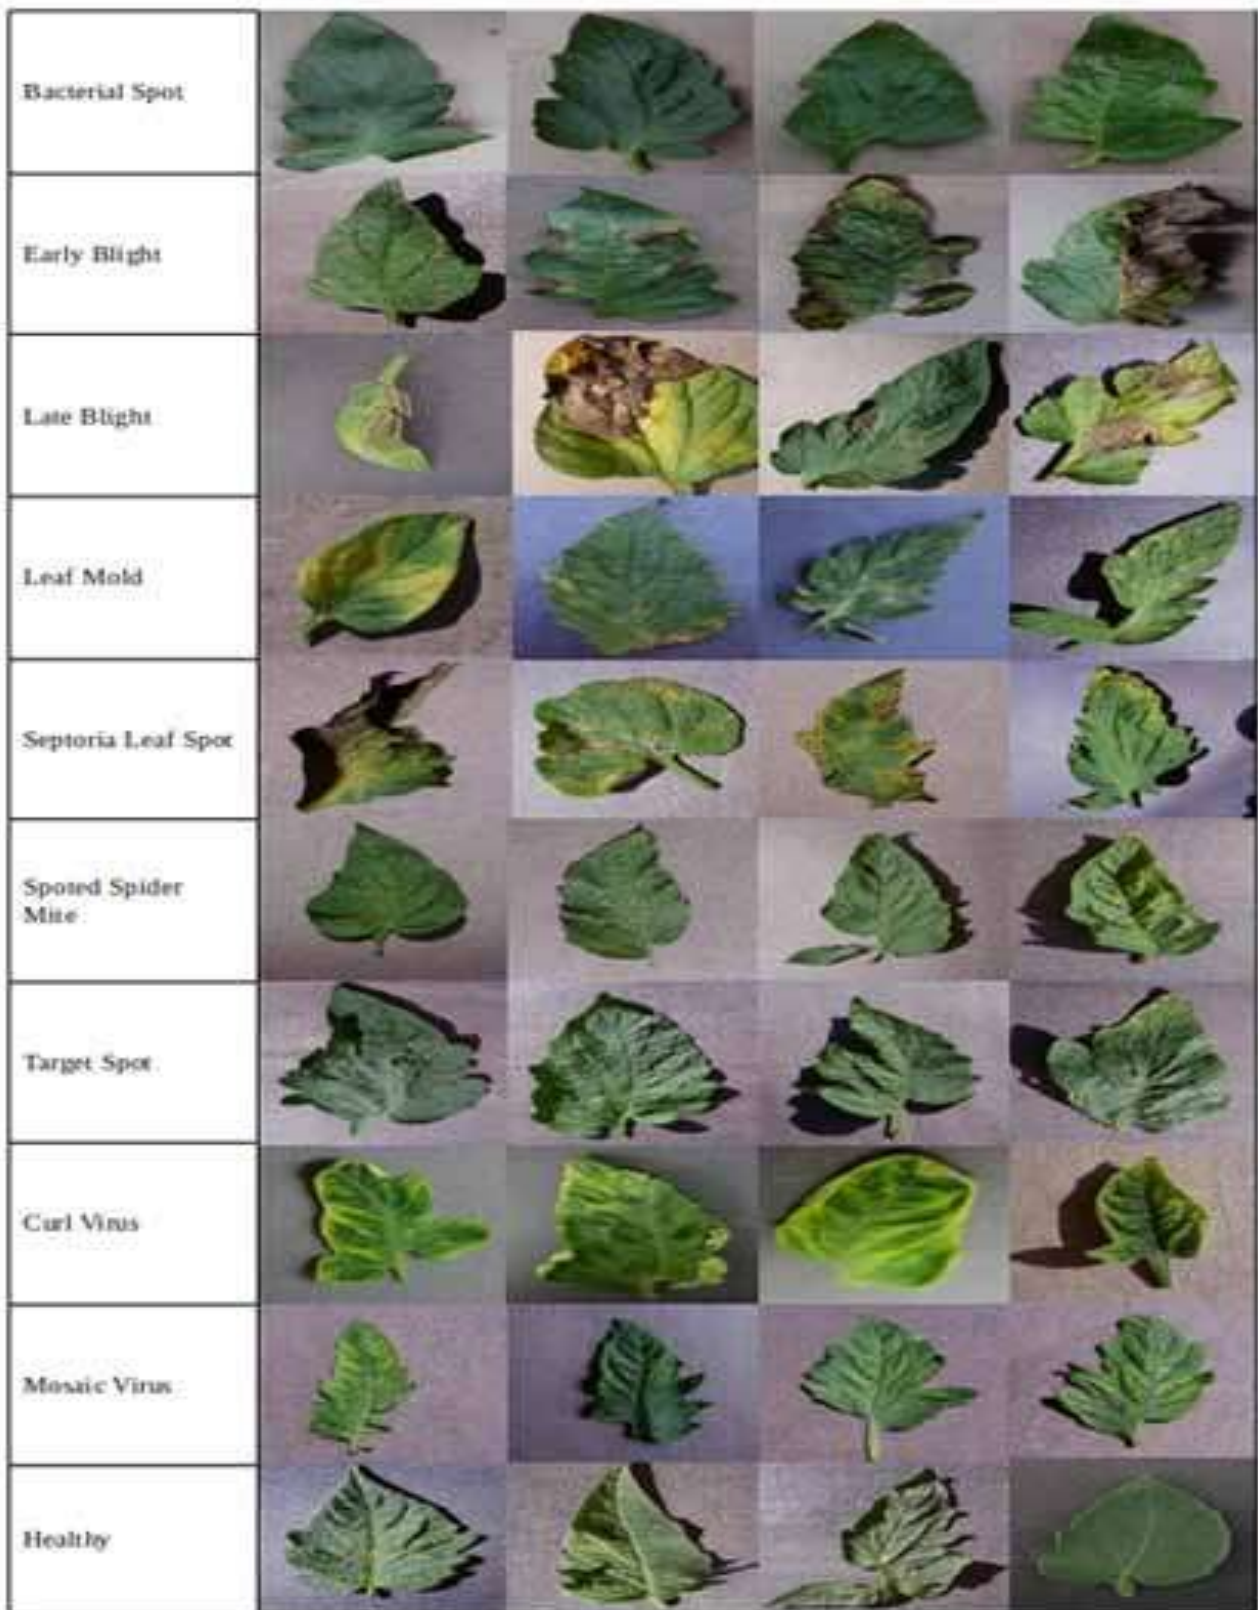 Bacterial Spot
Early Blight
Late Blight
Leaf Mold
Septoria Leaf Spot
Spoted Spider
Mite
Target Spot
Curl Virus
Mosaic Virus
Healthy